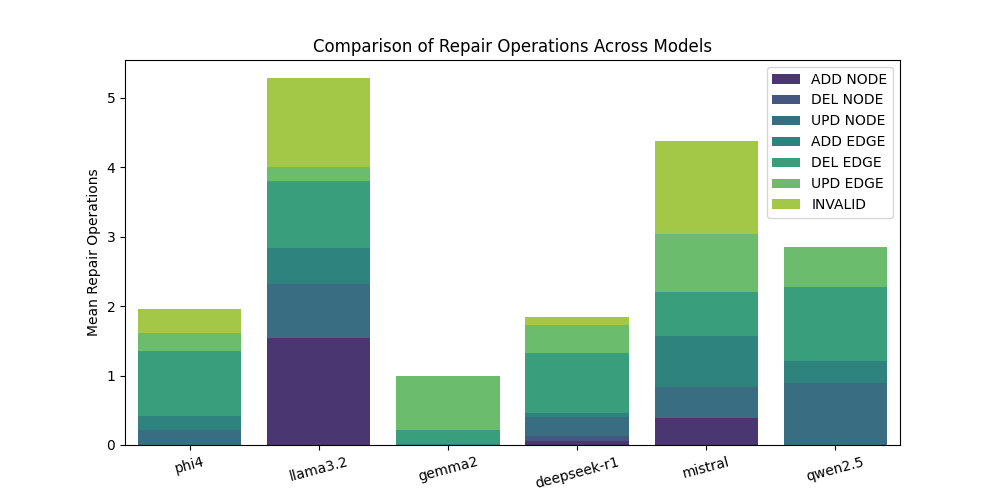 Comparison of Repair Operations Across Models
Mean Repair Operations
5
4
3
2
1
0
phi4
llama3.2
gemma2
deepseek-r1
mistral
qwen2.5
ADD NODE
DEL NODE
UPD NODE
ADD EDGE
DEL EDGE
UPD EDGE
INVALID